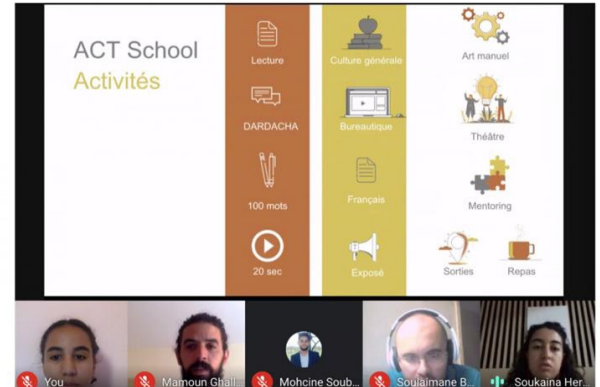 ACT School
Activités
Lecture
DARDACHA
100 mots
20 sec
Culture générale
Bureautique
Français
Exposé
Art manuel
Théâtre
Mentoring
Sorties
Repas
You
Mamoun Ghall...
Mohcine Soub...
Soulaimane B...
Soukaina Her...